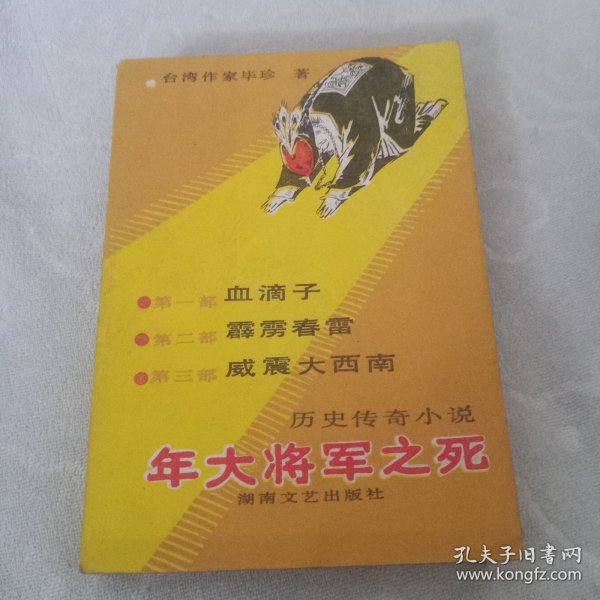 台湾作家毕珍 著
第一部 血滴子
第二部 霹雳春雷
第三部 威震大西南
历史传奇小说
年大将军之死
湖南文艺出版社
孔夫子旧书网
www.kongfz.com